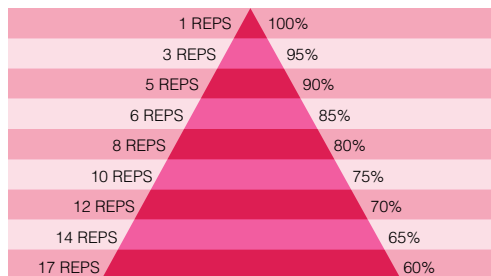 1 REPS 100%
3 REPS 95%
5 REPS 90%
6 REPS 85%
8 REPS 80%
10 REPS 75%
12 REPS 70%
14 REPS 65%
17 REPS 60%